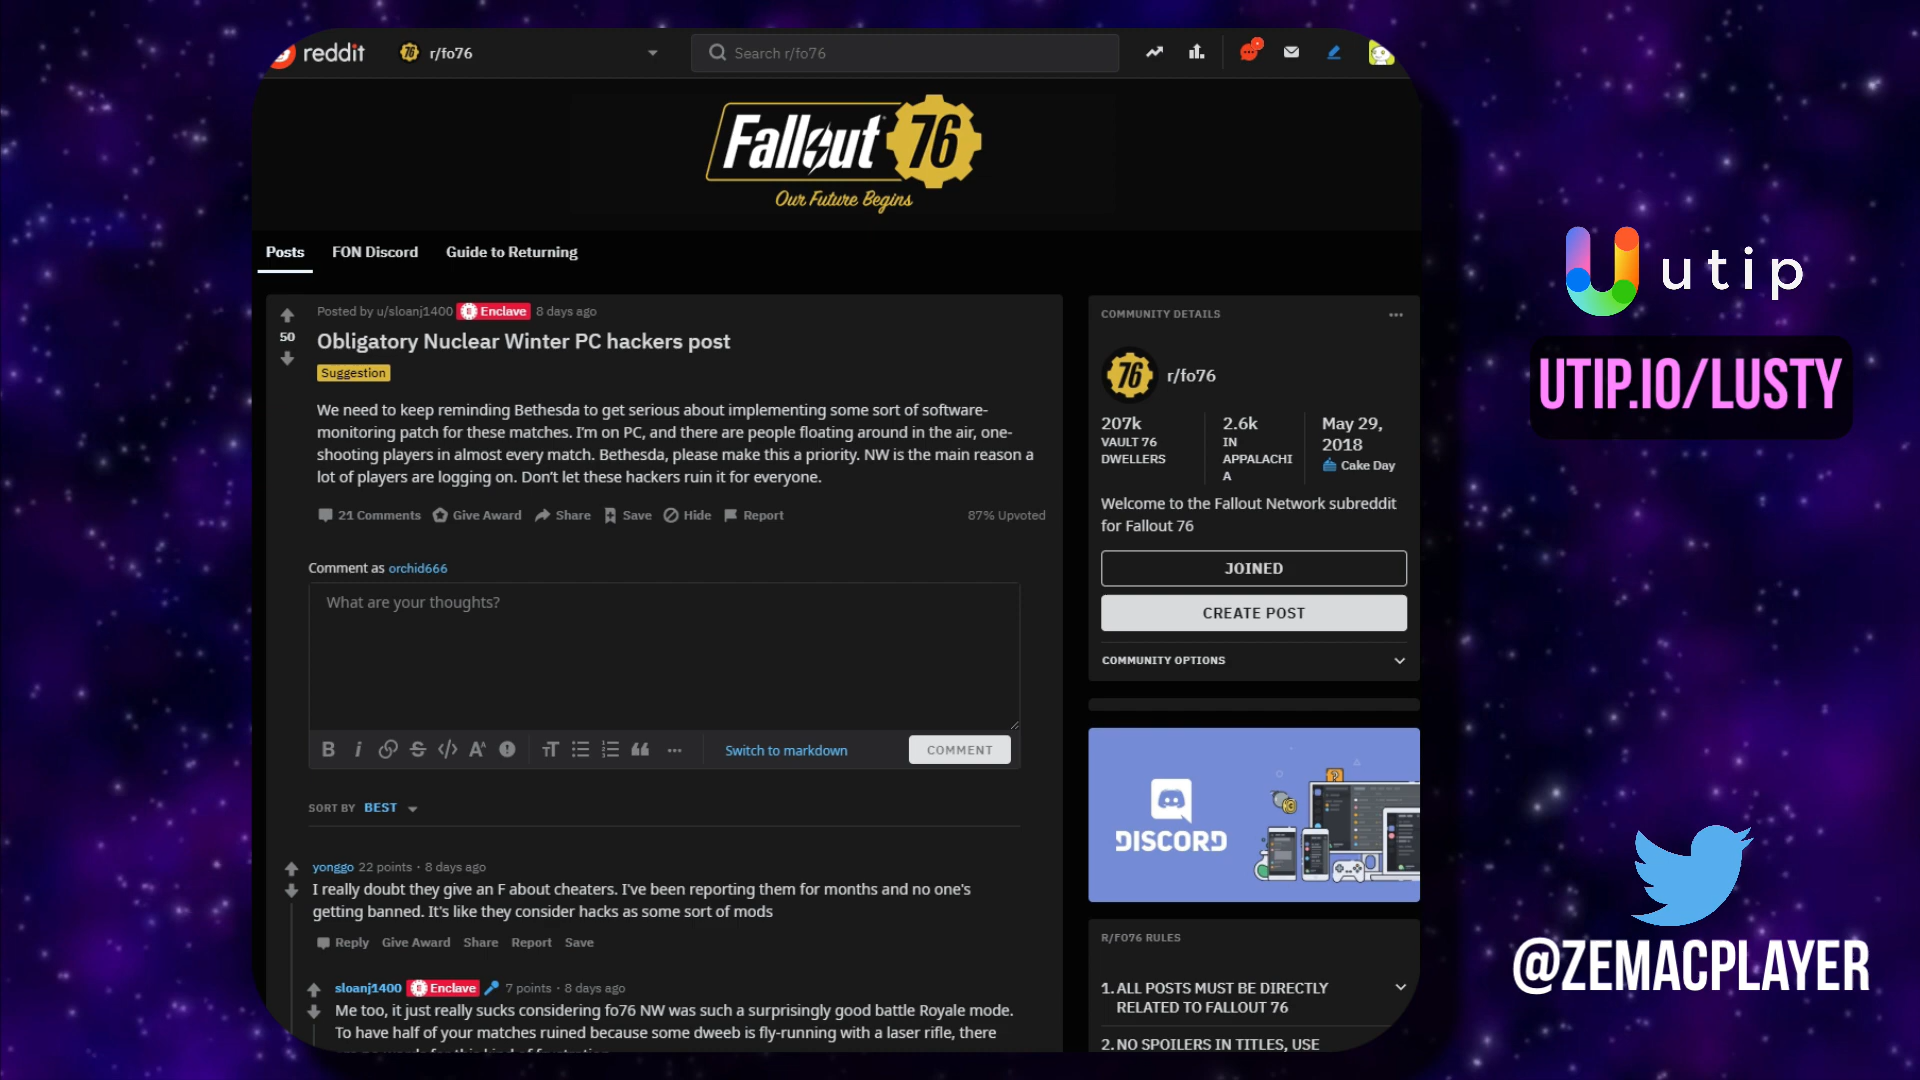 reddit
76 r/fo76
Search r/fo76
Fallout 76
Our Future Begins
Posts FON Discord Guide to Returning
Posted by u/sloanj1400 Enclave 8 days ago
50
Obligatory Nuclear Winter PC hackers post
Suggestion
We need to keep reminding Bethesda to get serious about implementing some sort of software-
monitoring patch for these matches. I'm on PC, and there are people floating around in the air, one-
shooting players in almost every match. Bethesda, please make this a priority. NW is the main reason a
lot of players are logging on. Don't let these hackers ruin it for everyone.
21 Comments Give Award Share Save Hide Report 87% Upvoted
Comment as orchid666
What are your thoughts?
Switch to markdown
COMMENT
SORT BY BEST
yonggo 22 points · 8 days ago
I really doubt they give an F about cheaters. I've been reporting them for months and no one's
getting banned. It's like they consider hacks as some sort of mods
Reply Give Award Share Report Save
sloanj1400 Enclave 7 points · 8 days ago
Me too, it just really sucks considering fo76 NW was such a surprisingly good battle Royale mode.
To have half of your matches ruined because some dweeb is fly-running with a laser rifle, there
COMMUNITY DETAILS
76 r/fo76
207k
VAULT 76
DWELLERS
2.6k
IN
APPALACHI
A
May 29,
2018
Cake Day
Welcome to the Fallout Network subreddit
for Fallout 76
JOINED
CREATE POST
COMMUNITY OPTIONS
DISCORD
R/FO76 RULES
1. ALL POSTS MUST BE DIRECTLY
RELATED TO FALLOUT 76
2. NO SPOILERS IN TITLES, USE
utip
UTIP.IO/LUSTY
@ZEMACPLAYER